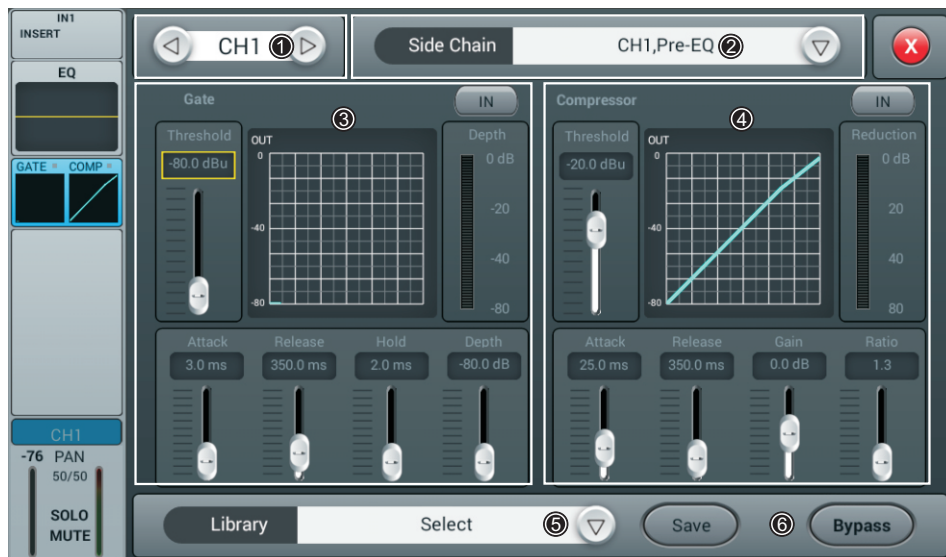 IN1
INSERT
EQ
GATE COMP
CH1
-76 PAN
50/50
SOLO
MUTE
CH1 ①
Side Chain CH1,Pre-EQ ②
X
Gate ③ IN
Threshold
-80.0 dBu
OUT
0
-40
-80
Depth
0 dB
-20
-40
-80
Attack Release Hold Depth
3.0 ms 350.0 ms 2.0 ms -80.0 dB
Compressor ④ IN
Threshold
-20.0 dBu
OUT
0
-40
-80
Reduction
0 dB
20
40
80
Attack Release Gain Ratio
25.0 ms 350.0 ms 0.0 dB 1.3
Library Select ⑤ Save ⑥ Bypass